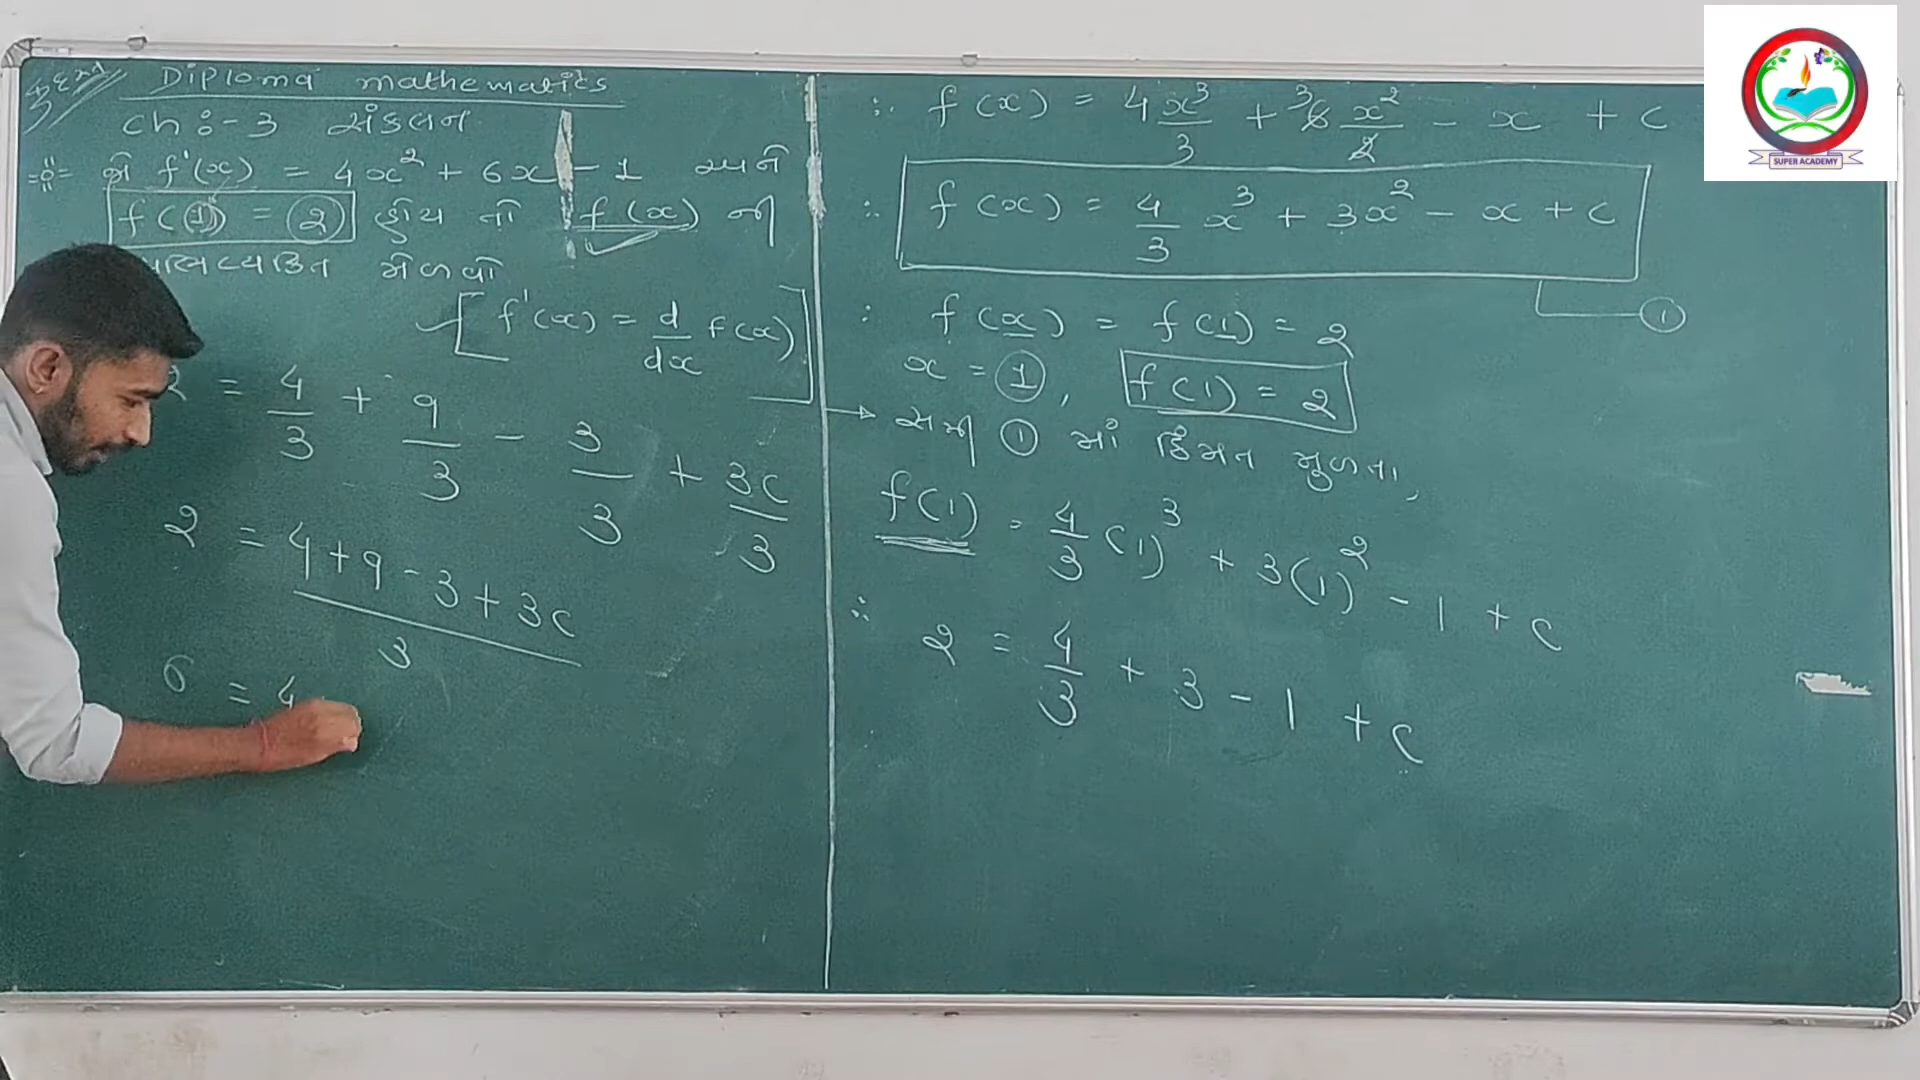 Diploma mathematics
ch :- 3 સંકલન
જો f'(x) = 4x² + 6x - 1 અને
f(1) = 2 હોય તો f(x) ની
મેળવો
[f'(x) = d/dx f(x)]
2 = 4/3 + 9/3 - 3/3 + 3c/3
2 = (4+9-3+3c)/3
6 = 4
∴ f(x) = 4 x³/3 + ³6 x²/2 - x + c
∴ f(x) = 4/3 x³ + 3x² - x + c
①
: f(x) = f(1) = 2
x = ①, f(1) = 2
→ સમી ① માં કિંમત મુળતા,
f(1) = 4/3 (1)³ + 3(1)² - 1 + c
∴ 2 = 4/3 + 3 - 1 + c
SUPER ACADEMY